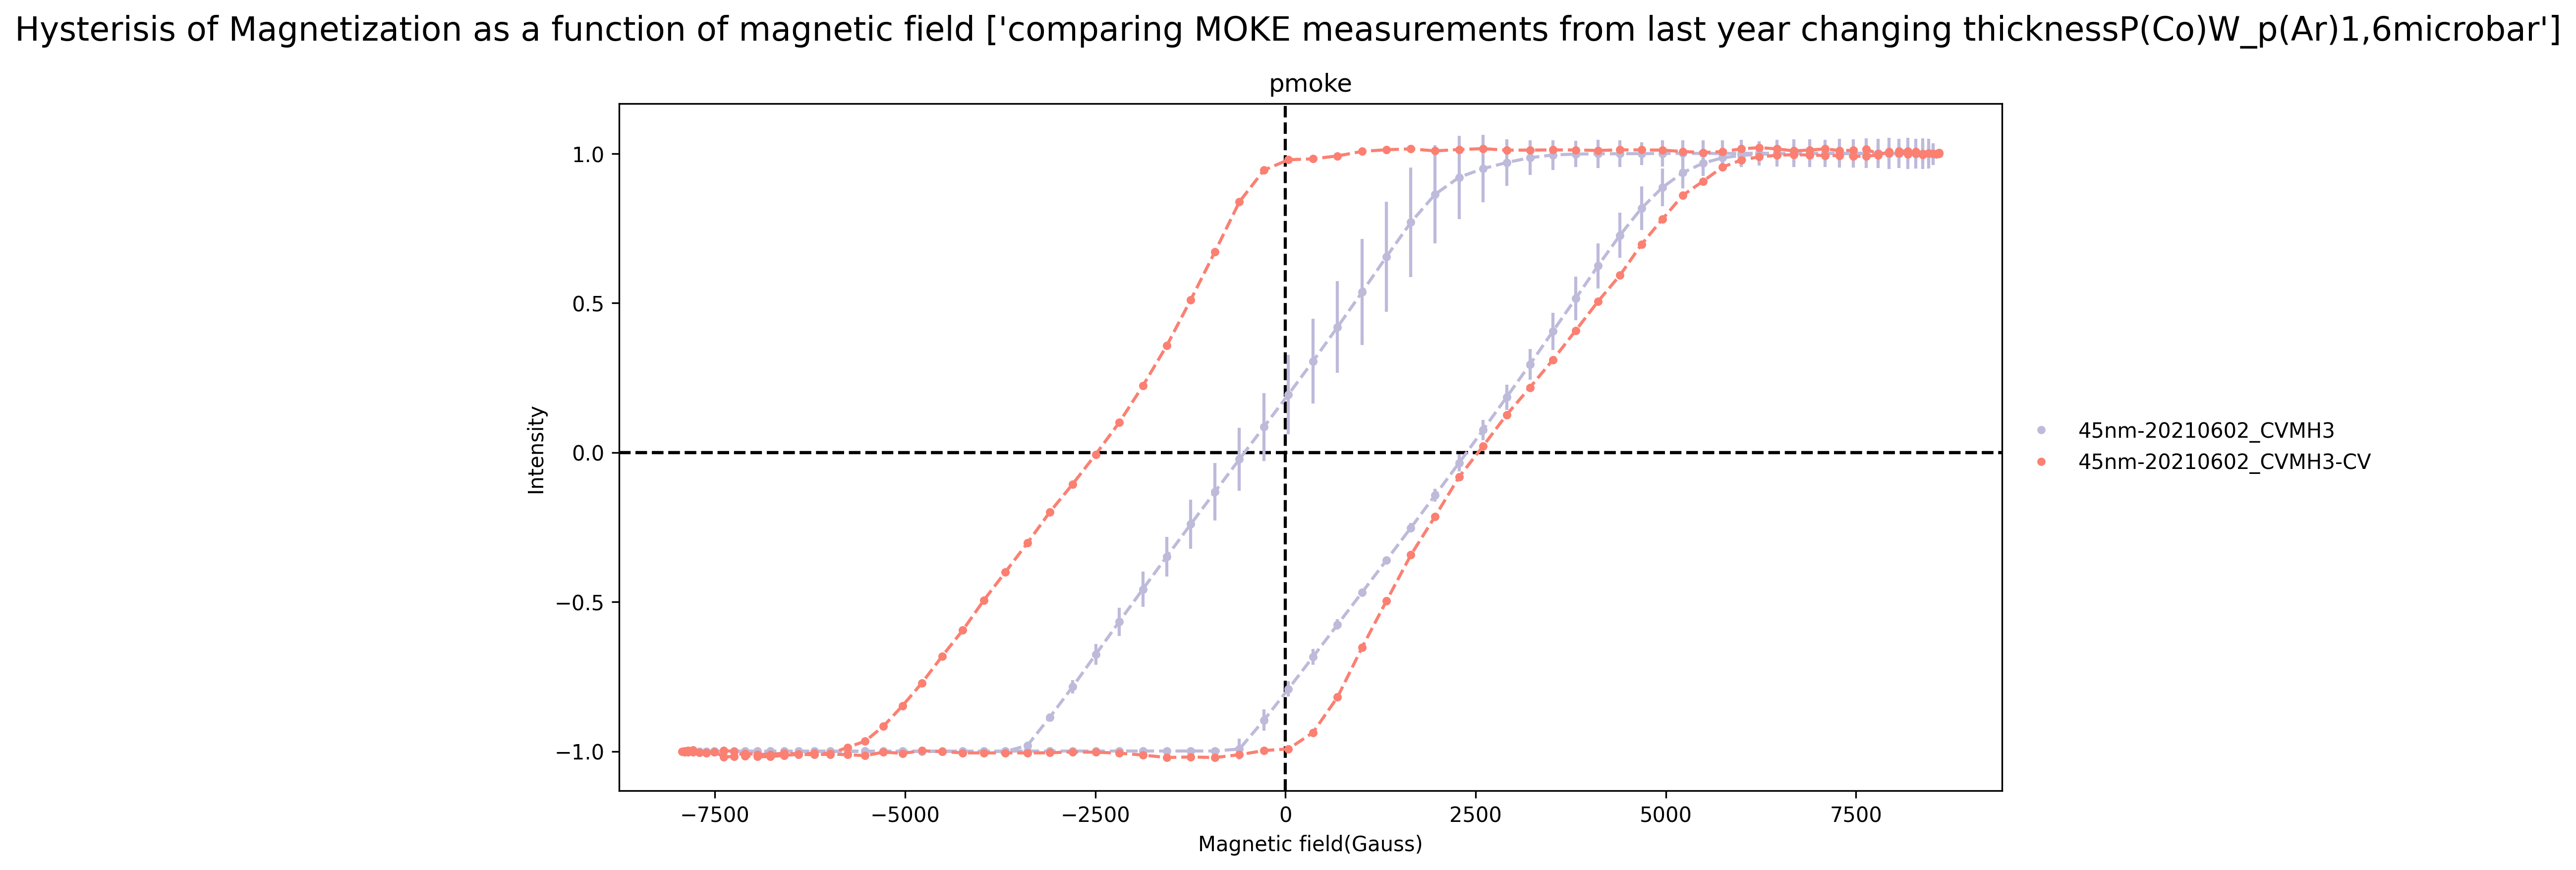 Hysterisis of Magnetization as a function of magnetic field ['comparing MOKE measurements from last year changing thicknessP(Co)W_p(Ar)1,6microbar']
pmoke
1.0
0.5
0.0
−0.5
−1.0
Intensity
−7500 −5000 −2500 0 2500 5000 7500
Magnetic field(Gauss)
45nm-20210602_CVMH3
45nm-20210602_CVMH3-CV